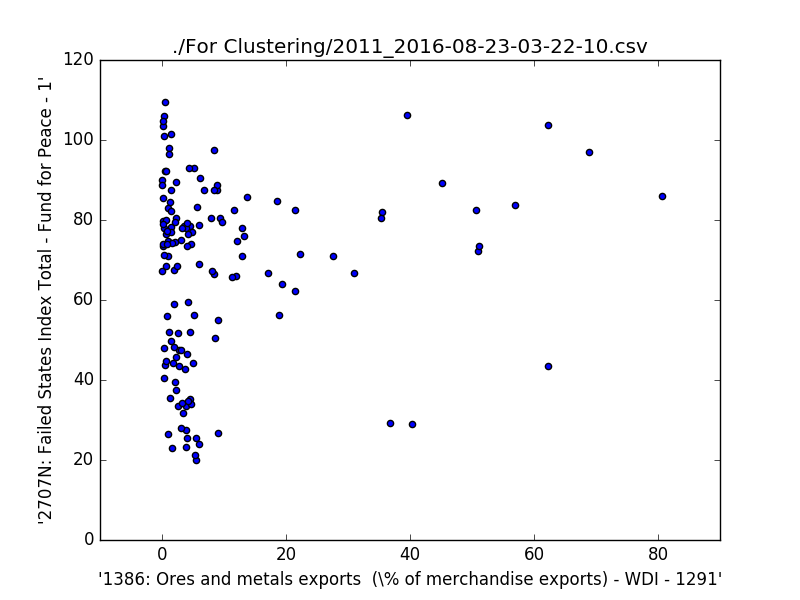 ./For Clustering/2011_2016-08-23-03-22-10.csv
120
100
80
60
40
20
0
'2707N: Failed States Index Total - Fund for Peace - 1'
0 20 40 60 80
'1386: Ores and metals exports  (\% of merchandise exports) - WDI - 1291'